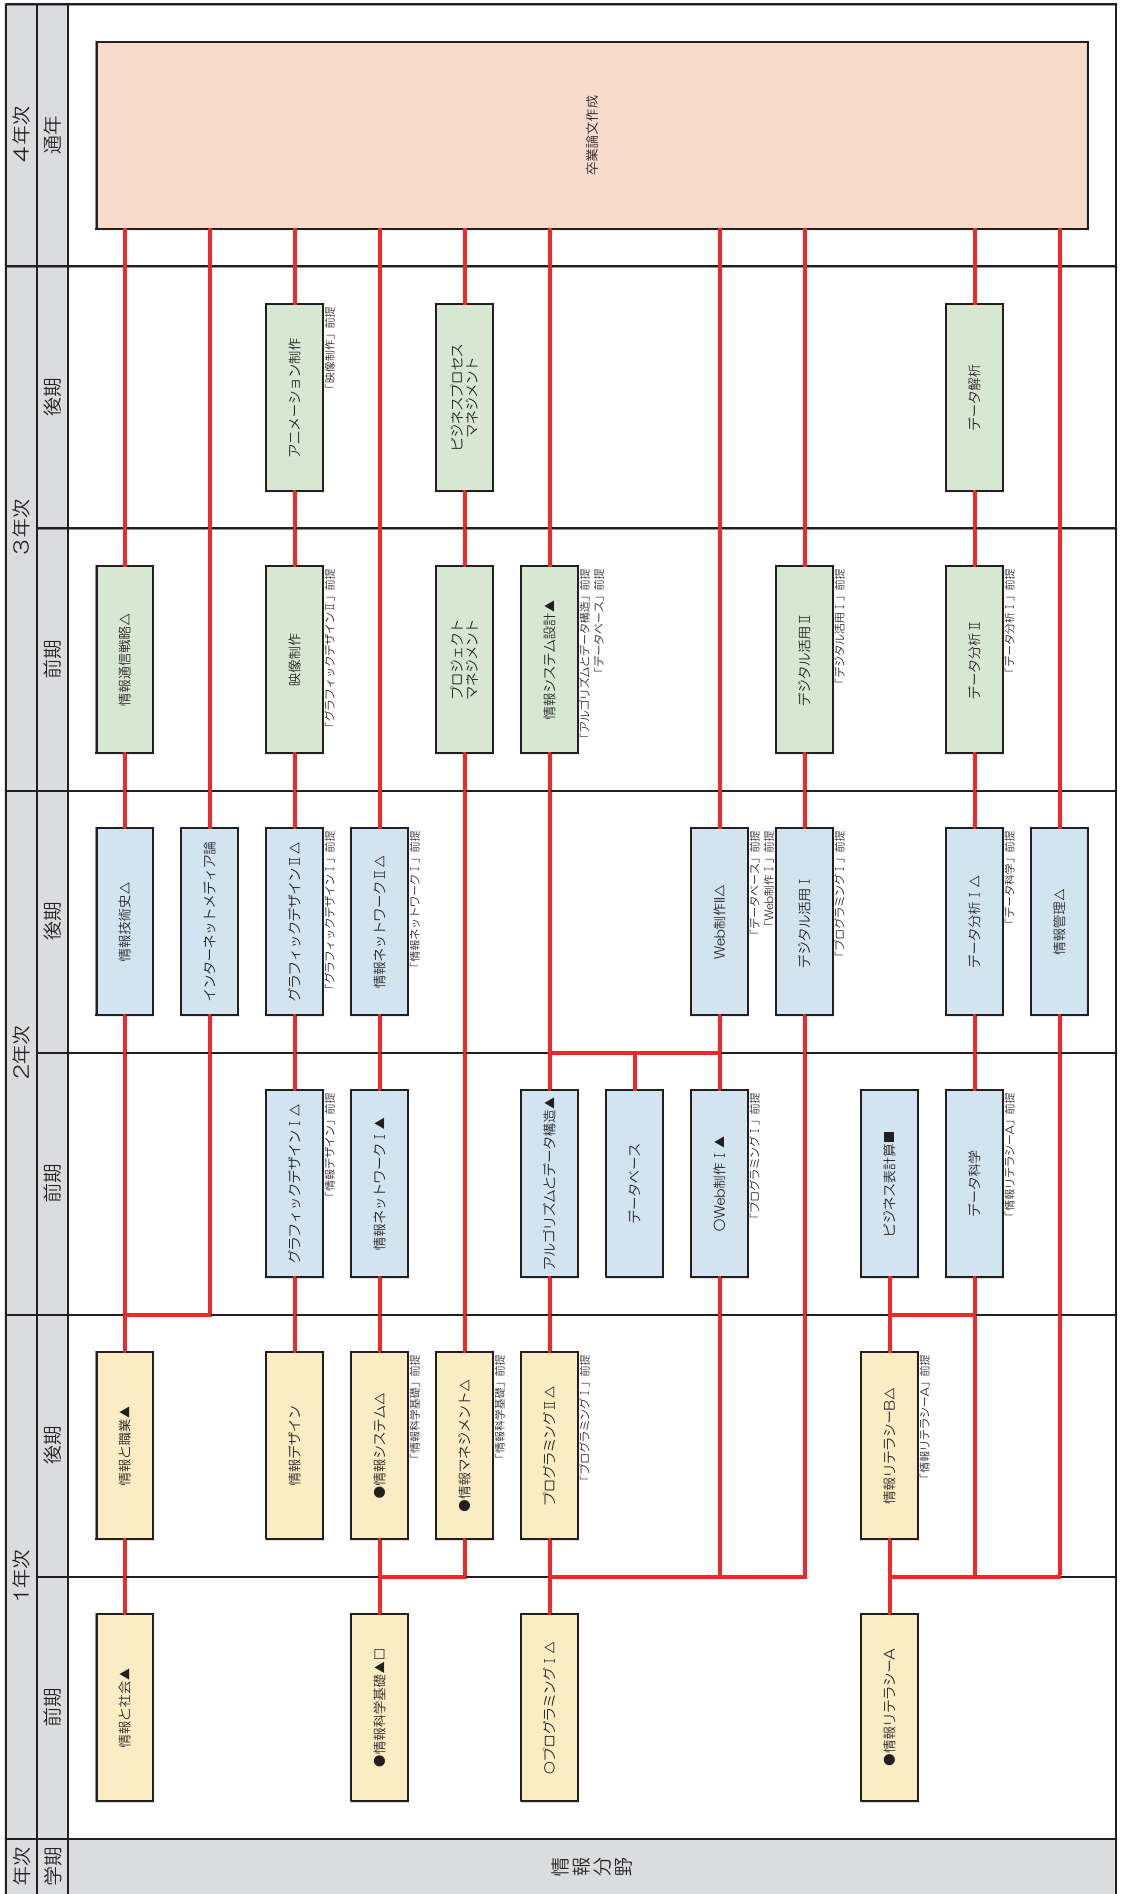 年次
1年次
2年次
3年次
4年次
学期
前期
後期
前期
後期
前期
後期
通年
情報分野
情報と社会▲
情報と職業▲
情報技術史△
情報通信戦略△
インターネットメディア論
情報デザイン
グラフィックデザインⅠ△
「情報デザイン」前提
グラフィックデザインⅡ△
「グラフィックデザインⅠ」前提
映像制作
「グラフィックデザインⅡ」前提
アニメーション制作
「映像制作」前提
●情報科学基礎▲□
●情報システム△
「情報科学基礎」前提
情報ネットワークⅠ▲
情報ネットワークⅡ△
「情報ネットワークⅠ」前提
●情報マネジメント△
「情報科学基礎」前提
プロジェクト
マネジメント
ビジネスプロセス
マネジメント
○プログラミングⅠ△
プログラミングⅡ△
「プログラミングⅠ」前提
アルゴリズムとデータ構造▲
情報システム設計▲
「アルゴリズムとデータ構造」前提
「データベース」前提
データベース
○Web制作Ⅰ▲
「プログラミングⅠ」前提
Web制作Ⅱ△
「データベース」前提
「Web制作Ⅰ」前提
デジタル活用Ⅰ
「プログラミングⅠ」前提
デジタル活用Ⅱ
「デジタル活用Ⅰ」前提
●情報リテラシーA
情報リテラシーB△
「情報リテラシーA」前提
ビジネス表計算■
データ科学
「情報リテラシーA」前提
データ分析Ⅰ△
「データ科学」前提
データ分析Ⅱ
「データ分析Ⅰ」前提
データ解析
情報管理△
卒業論文作成